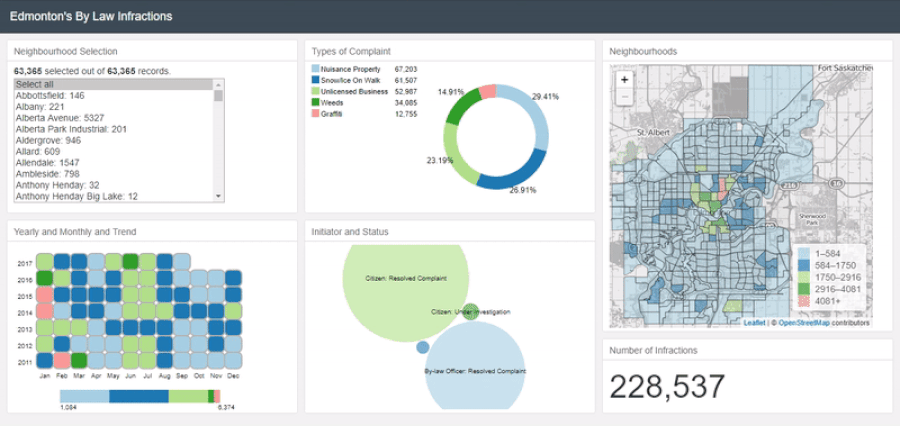 Edmonton's By Law Infractions
Neighbourhood Selection
63,365 selected out of 63,365 records.
Select all
Abbottsfield: 146
Albany: 221
Alberta Avenue: 5327
Alberta Park Industrial: 201
Aldergrove: 946
Allard: 609
Allendale: 1547
Ambleside: 798
Anthony Henday: 32
Anthony Henday Big Lake: 12
Types of Complaint
Nuisance Property 67,203
Snow/Ice On Walk 61,507
Unlicensed Business 52,987
Weeds 34,085
Graffiti 12,755
14.91%
29.41%
23.19%
26.91%
Neighbourhoods
+
−
Fort Saskatchew
St. Albert
216
16
Sherwood
Park
1–584
584–1750
1750–2916
2916–4081
4081+
Leaflet | © OpenStreetMap contributors
Yearly and Monthly and Trend
2017
2016
2015
2014
2013
2012
2011
Jan Feb Mar Apr May Jun Jul Aug Sep Oct Nov Dec
1,084 6,374
Initiator and Status
Citizen: Resolved Complaint
Citizen: Under Investigation
By-law Officer: Resolved Complaint
Number of Infractions
228,537